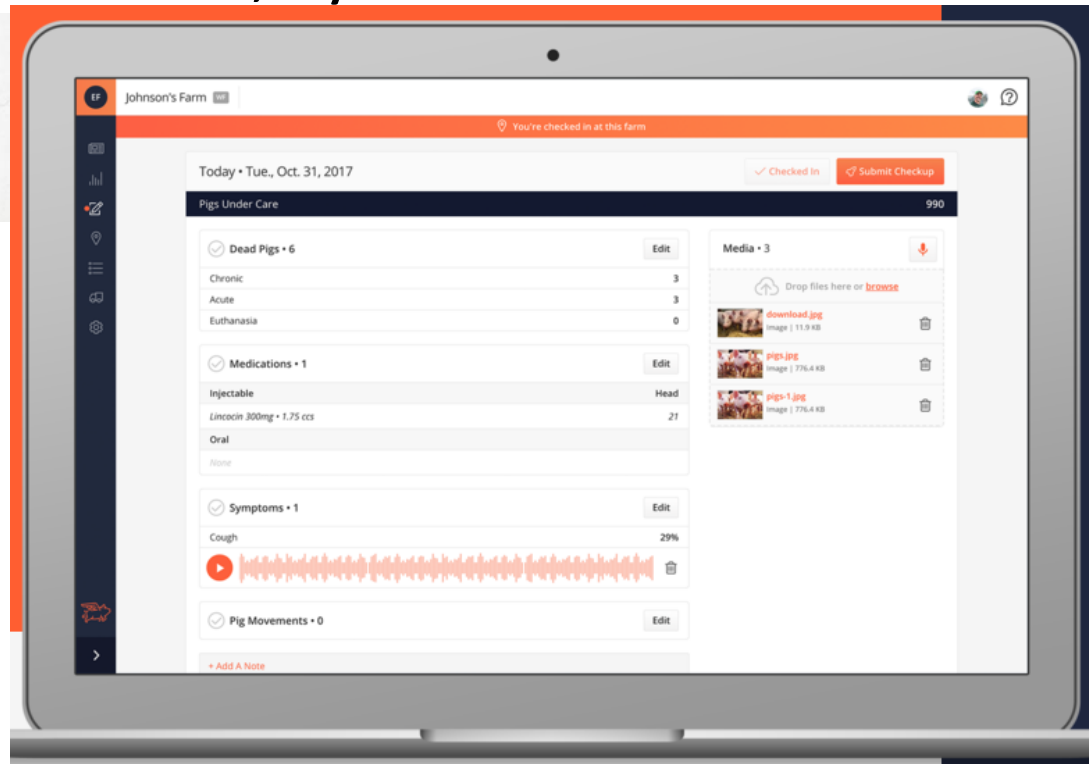 EF
Johnson's Farm
You're checked in at this farm
Today • Tue., Oct. 31, 2017
Checked In
Submit Checkup
Pigs Under Care 990
Dead Pigs • 6 Edit
Chronic 3
Acute 3
Euthanasia 0
Medications • 1 Edit
Injectable Head
Lincocin 300mg • 1.75 ccs 21
Oral
None
Symptoms • 1 Edit
Cough 29%
Pig Movements • 0 Edit
+ Add A Note
Media • 3
Drop files here or browse
download.jpg
Image | 11.9 KB
pigs.jpg
Image | 776.4 KB
pigs-1.jpg
Image | 776.4 KB